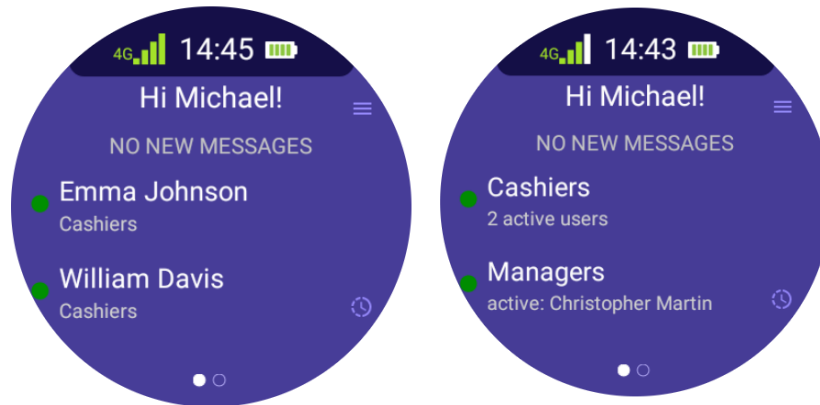 4G 14:45
Hi Michael!
NO NEW MESSAGES
Emma Johnson
Cashiers
William Davis
Cashiers
4G 14:43
Hi Michael!
NO NEW MESSAGES
Cashiers
2 active users
Managers
active: Christopher Martin